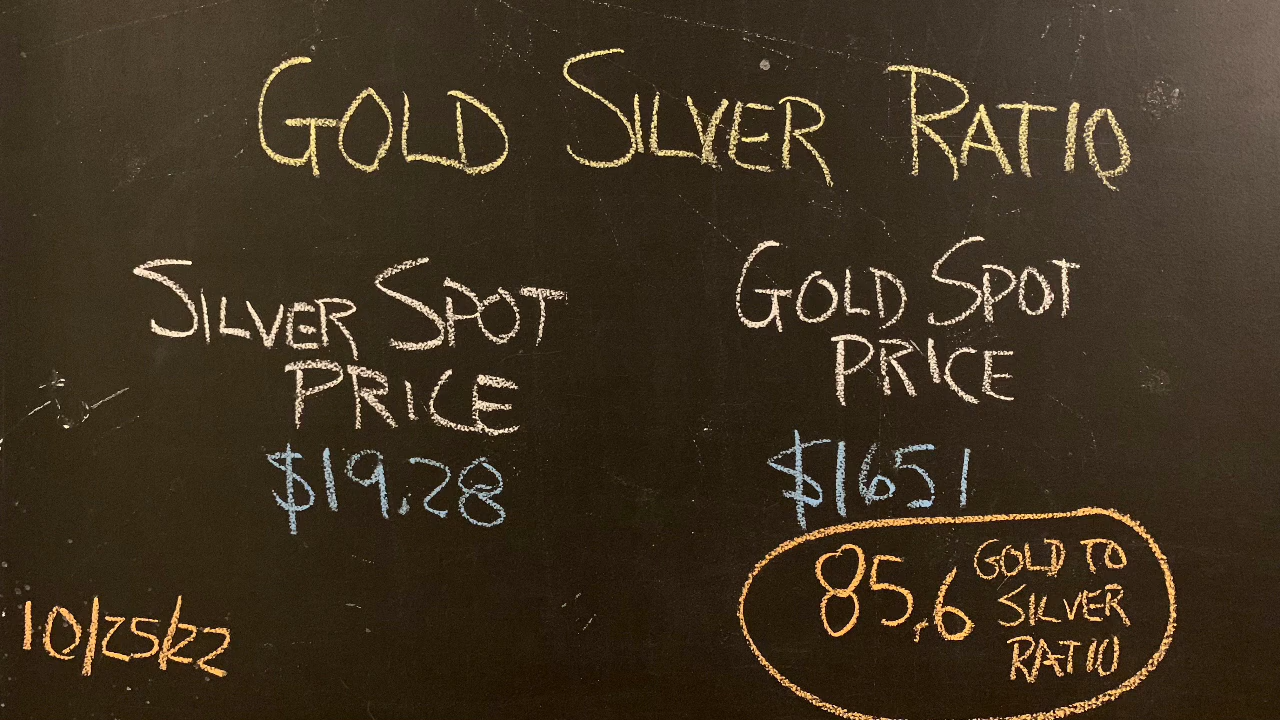 GOLD SILVER RATIO
SILVER SPOT
PRICE
$19.28
GOLD SPOT
PRICE
$1651
85.6 GOLD TO
SILVER
RATIO
10/25/22